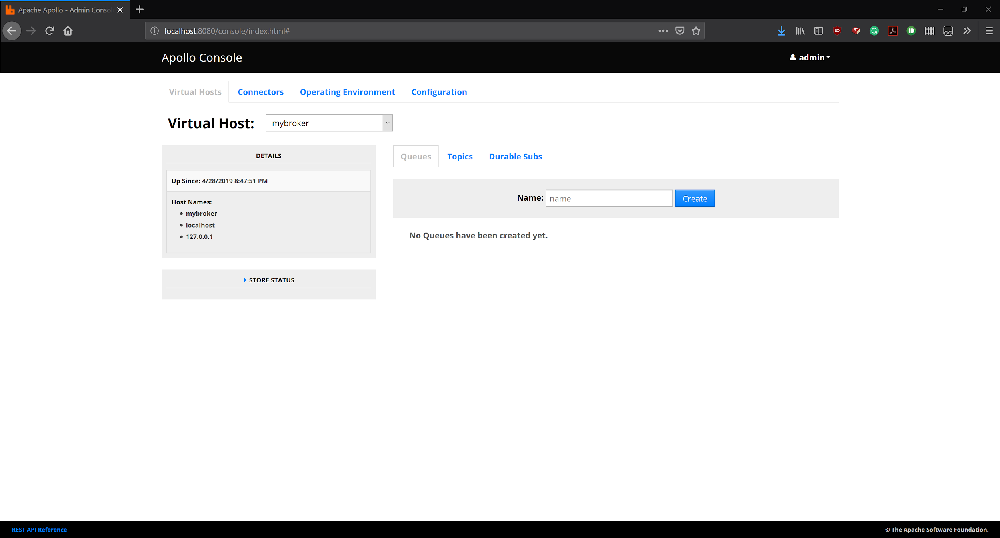 Apache Apollo - Admin Consol
localhost:8080/console/index.html#
Apollo Console
admin
Virtual Hosts Connectors Operating Environment Configuration
Virtual Host: mybroker
DETAILS
Up Since: 4/28/2019 8:47:51 PM
Host Names:
mybroker
localhost
127.0.0.1
STORE STATUS
Queues Topics Durable Subs
Name: name Create
No Queues have been created yet.
REST API Reference
© The Apache Software Foundation.